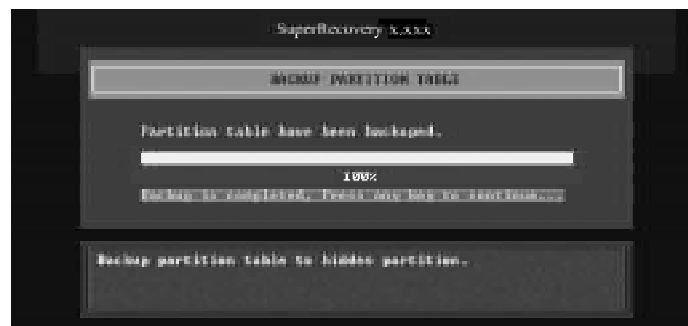 SuperRecovery x.xxx
BACKUP PARTITION TABLE
Partition table have been backuped.
100%
Backup is completed, Press any key to continue...
Backup partition table to hidden partition.